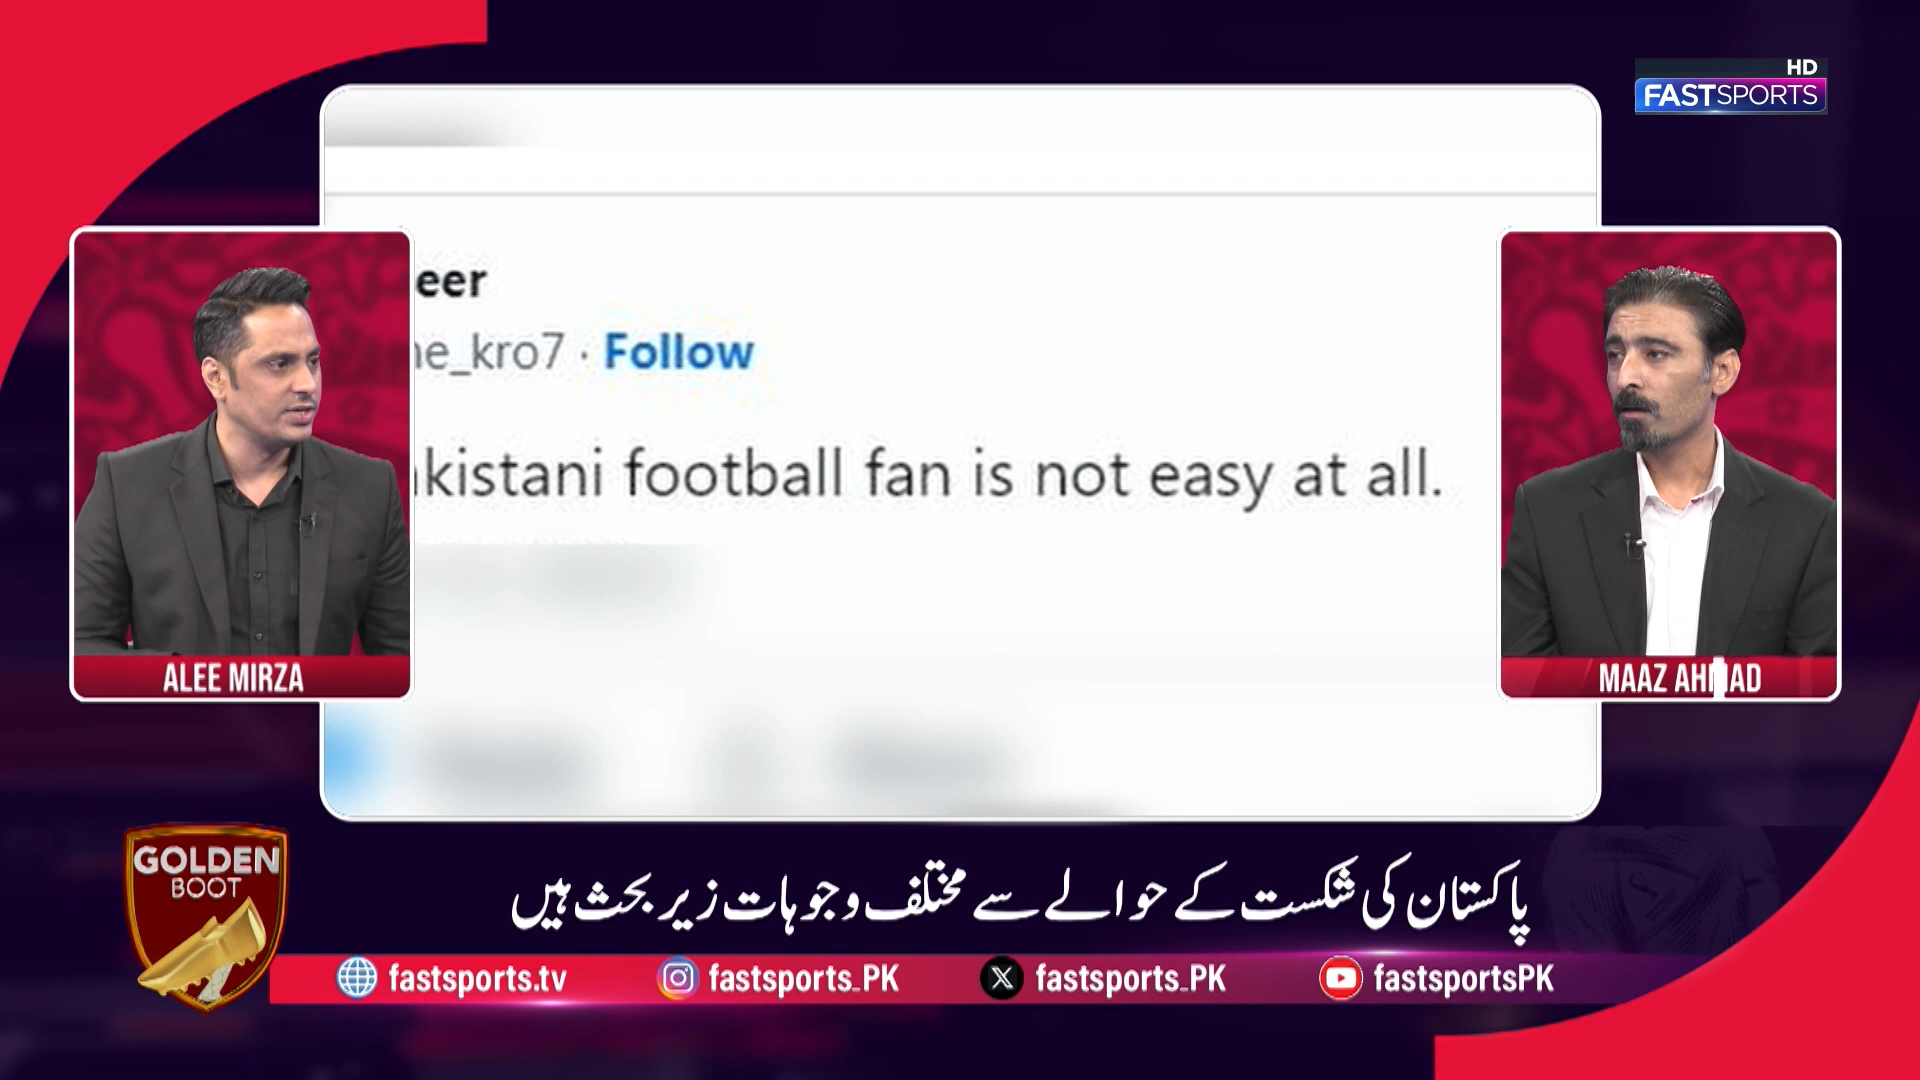 HD
FASTSPORTS
eer
ne_kro7 · Follow
kistani football fan is not easy at all.
ALEE MIRZA
MAAZ AHMAD
GOLDEN
BOOT
پاکستان کی شکست کے حوالے سے مختلف وجوہات زیر بحث ہیں
fastsports.tv
fastsports_PK
fastsports_PK
fastsportsPK